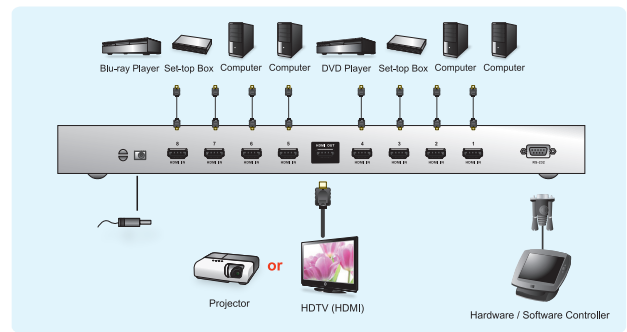 Blu-ray Player Set-top Box Computer Computer DVD Player Set-top Box Computer Computer
8 7 6 5 HDMI OUT 4 3 2 1
HDMI IN HDMI IN HDMI IN HDMI IN HDMI IN HDMI IN HDMI IN HDMI IN RS-232
or
Projector
HDTV (HDMI)
Hardware / Software Controller